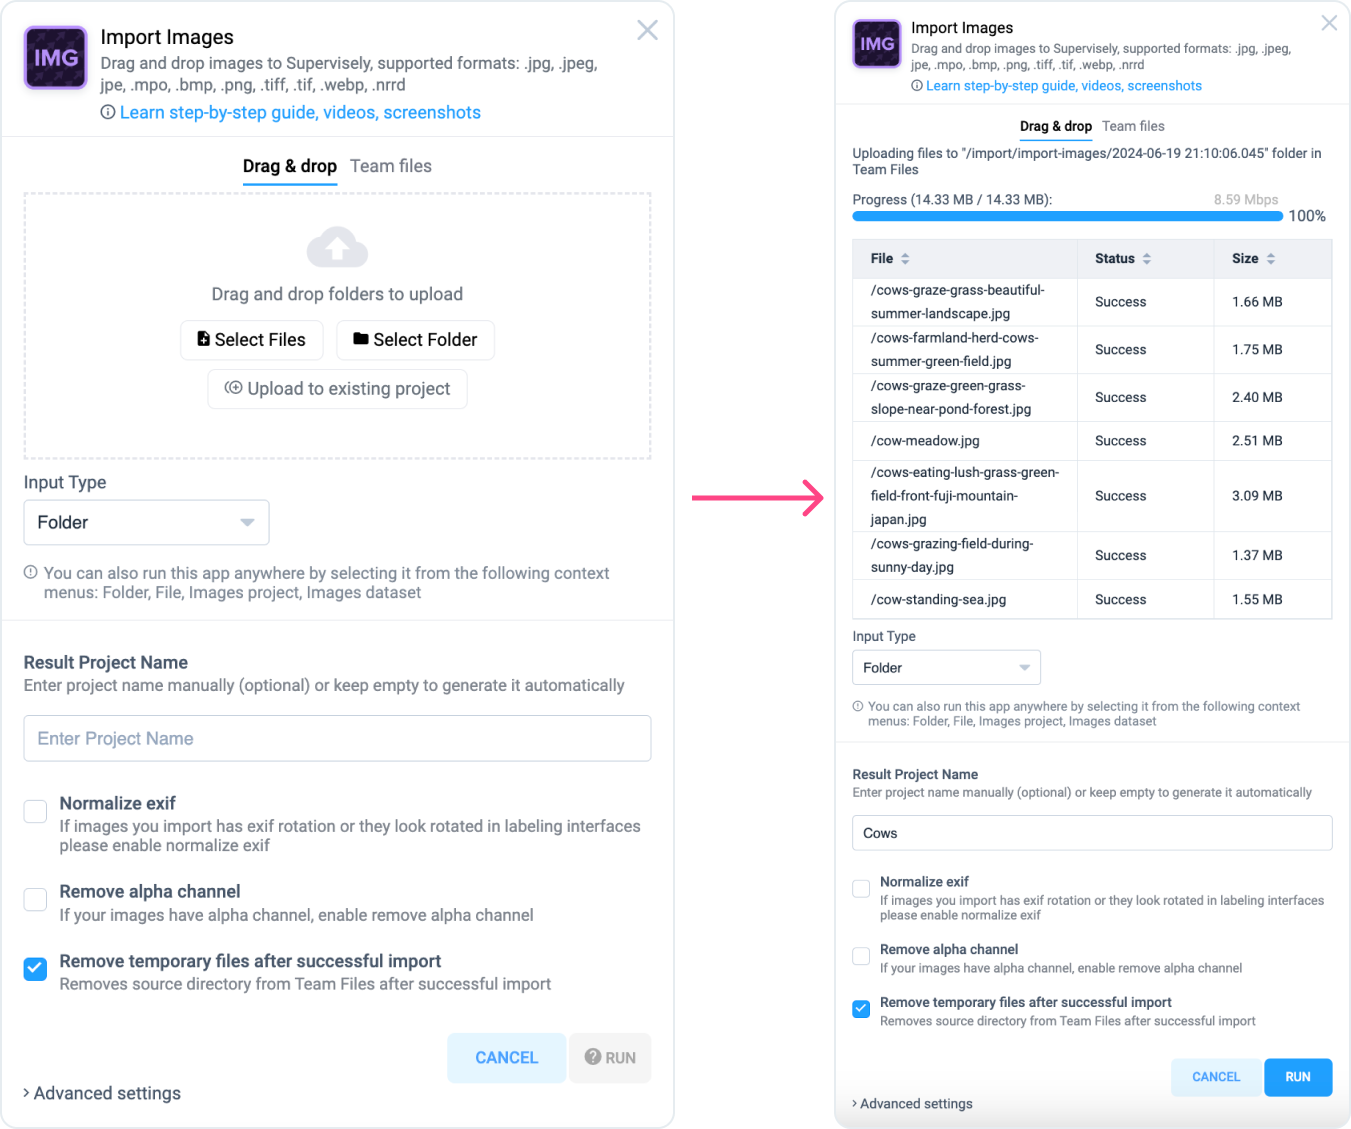 IMG
Import Images
Drag and drop images to Supervisely, supported formats: .jpg, .jpeg,
jpe, .mpo, .bmp, .png, .tiff, .tif, .webp, .nrrd
Learn step-by-step guide, videos, screenshots
Drag & drop Team files
Drag and drop folders to upload
Select Files Select Folder
Upload to existing project
Input Type
Folder
You can also run this app anywhere by selecting it from the following context
menus: Folder, File, Images project, Images dataset
Result Project Name
Enter project name manually (optional) or keep empty to generate it automatically
Enter Project Name
Normalize exif
If images you import has exif rotation or they look rotated in labeling interfaces
please enable normalize exif
Remove alpha channel
If your images have alpha channel, enable remove alpha channel
Remove temporary files after successful import
Removes source directory from Team Files after successful import
CANCEL RUN
Advanced settings
IMG
Import Images
Drag and drop images to Supervisely, supported formats: .jpg, .jpeg,
jpe, .mpo, .bmp, .png, .tiff, .tif, .webp, .nrrd
Learn step-by-step guide, videos, screenshots
Drag & drop Team files
Uploading files to "/import/import-images/2024-06-19 21:10:06.045" folder in
Team Files
Progress (14.33 MB / 14.33 MB): 8.59 Mbps
100%
File Status Size
/cows-graze-grass-beautiful-
summer-landscape.jpg Success 1.66 MB
/cows-farmland-herd-cows-
summer-green-field.jpg Success 1.75 MB
/cows-graze-green-grass-
slope-near-pond-forest.jpg Success 2.40 MB
/cow-meadow.jpg Success 2.51 MB
/cows-eating-lush-grass-green-
field-front-fuji-mountain- Success 3.09 MB
japan.jpg
/cows-grazing-field-during-
sunny-day.jpg Success 1.37 MB
/cow-standing-sea.jpg Success 1.55 MB
Input Type
Folder
You can also run this app anywhere by selecting it from the following context
menus: Folder, File, Images project, Images dataset
Result Project Name
Enter project name manually (optional) or keep empty to generate it automatically
Cows
Normalize exif
If images you import has exif rotation or they look rotated in labeling interfaces
please enable normalize exif
Remove alpha channel
If your images have alpha channel, enable remove alpha channel
Remove temporary files after successful import
Removes source directory from Team Files after successful import
CANCEL RUN
Advanced settings